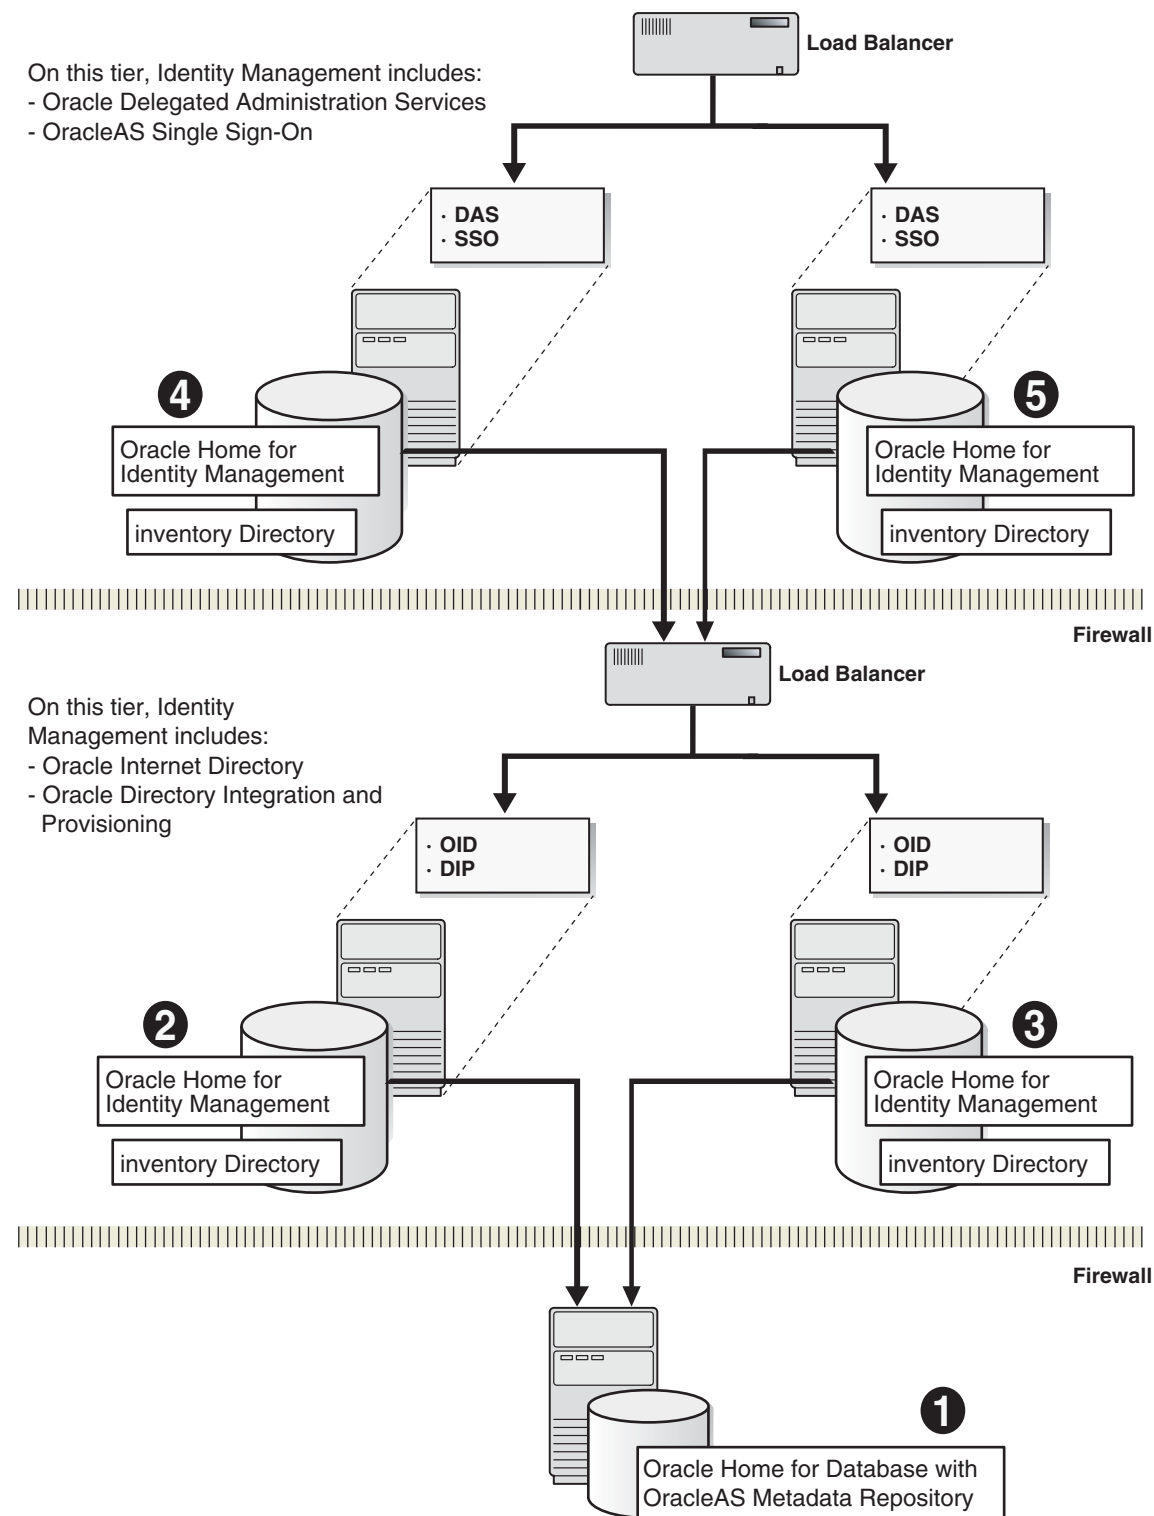 Load Balancer
On this tier, Identity Management includes:
- Oracle Delegated Administration Services
- OracleAS Single Sign-On
· DAS
· SSO
· DAS
· SSO
4
Oracle Home for
Identity Management
inventory Directory
5
Oracle Home for
Identity Management
inventory Directory
Firewall
Load Balancer
On this tier, Identity
Management includes:
- Oracle Internet Directory
- Oracle Directory Integration and
Provisioning
· OID
· DIP
· OID
· DIP
2
Oracle Home for
Identity Management
inventory Directory
3
Oracle Home for
Identity Management
inventory Directory
Firewall
1
Oracle Home for Database with
OracleAS Metadata Repository